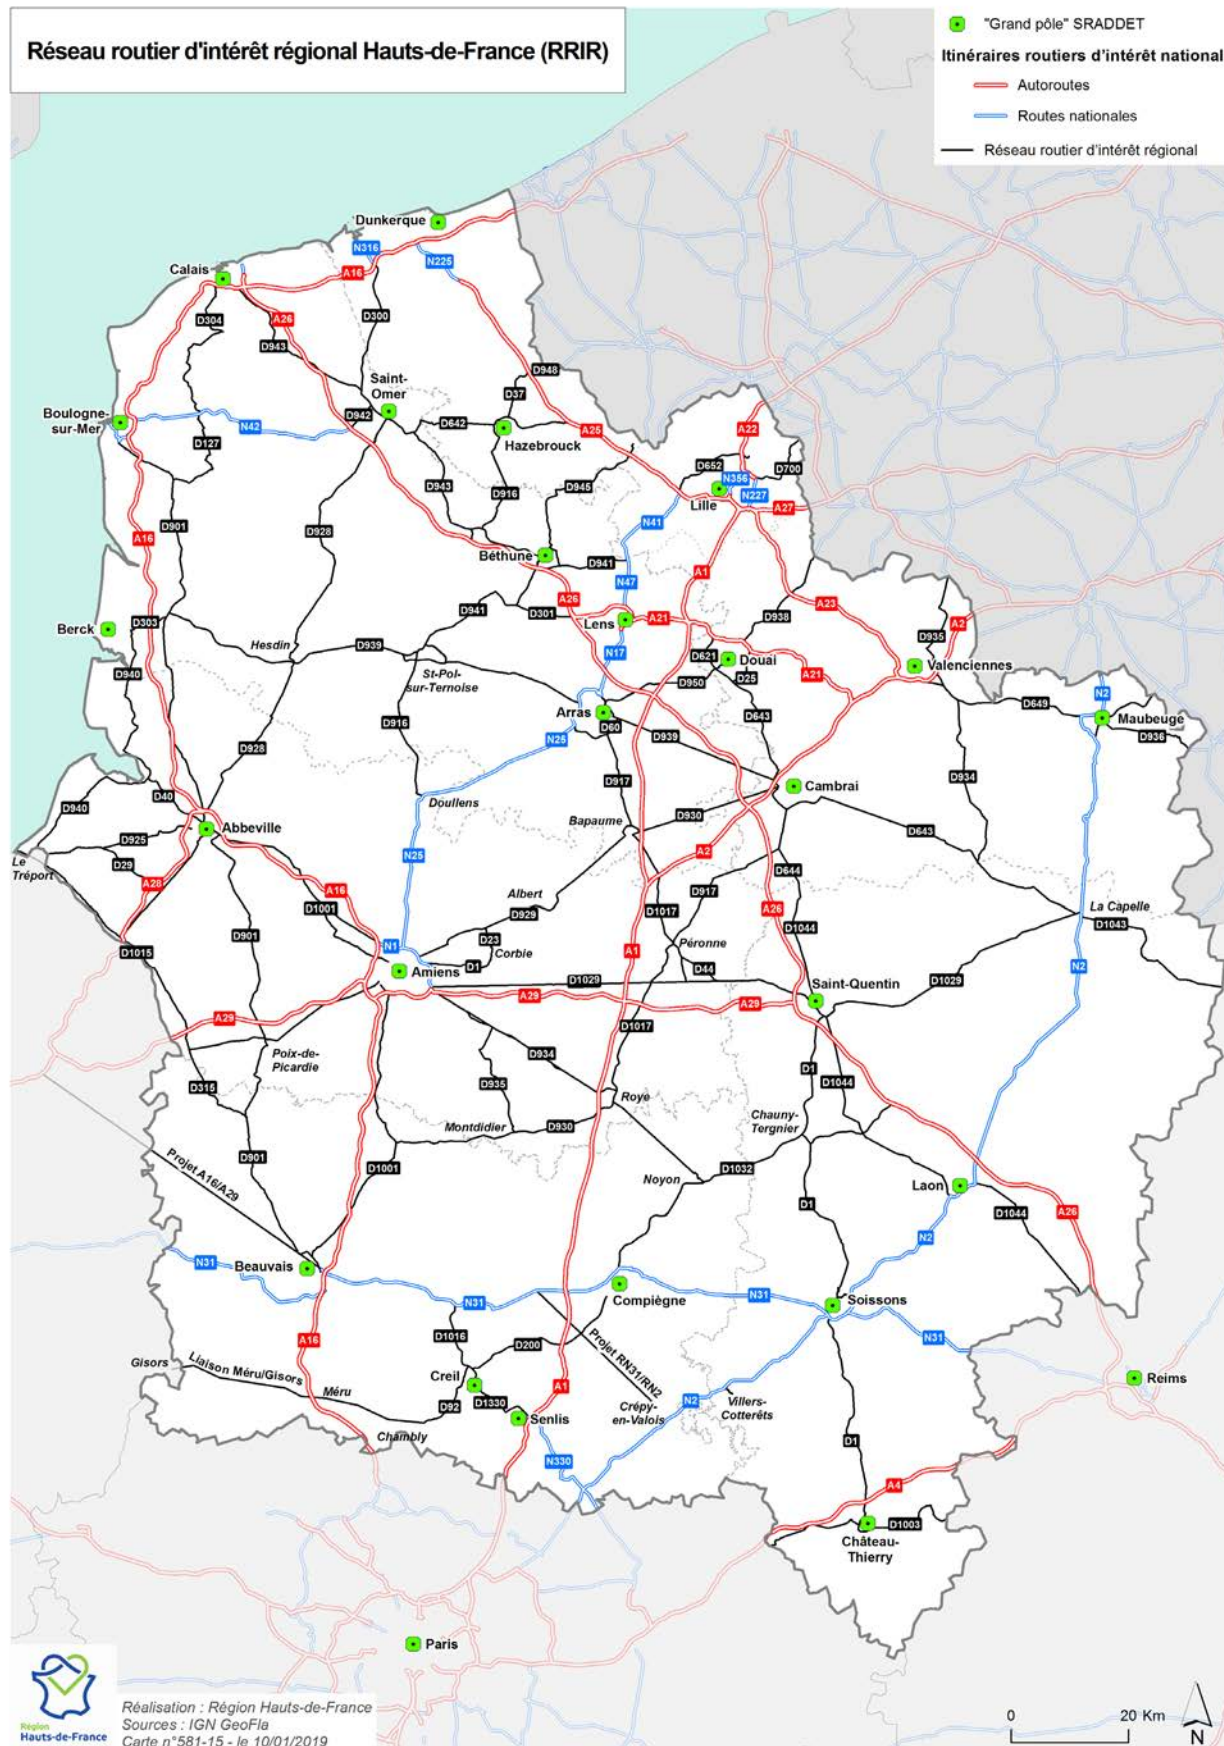 Réseau routier d'intérêt régional Hauts-de-France (RRIR)
"Grand pôle" SRADDET
Itinéraires routiers d'intérêt national
Autoroutes
Routes nationales
Réseau routier d'intérêt régional
Dunkerque
N316
N225
Calais
A16
D304
A26
D300
D943
D948
Saint-
Omer
D37
Boulogne-
sur-Mer
D942
N42
D642
A25
A22
Hazebrouck
D127
D652
D700
N356
D943
D916
D945
Lille
N227
A27
D901
D928
N41
A16
Béthune
D941
A1
N47
A26
A23
D941
D301
Lens
A21
D938
D303
Berck
D935
A2
Hesdin
D939
N17
D621
Douai
Valenciennes
D940
St-Pol-
sur-Ternoise
D950
D25
A21
N2
D649
Arras
D60
D643
Maubeuge
D916
N25
D939
D936
D928
D917
D934
Cambrai
D40
D940
Doullens
Bapaume
D930
Abbeville
D643
D925
Le
Tréport
D29
N25
A2
A28
A16
D644
D917
Albert
D1001
D929
D1017
A26
La Capelle
D1043
D901
D23
D1044
D1015
N1
Corbie
A1
Péronne
Amiens
D1
D44
N2
D1029
Saint-Quentin
D1029
A29
A29
A29
D1017
Poix-de-
Picardie
D934
D1
D1044
D315
D935
Roye
Chauny-
Tergnier
Montdidier
D930
D901
Projet A16/A29
D1001
D1032
Noyon
Laon
D1
D1044
A26
N2
N31
Beauvais
Compiègne
N31
Soissons
N31
N31
A16
D1016
D200
Projet RN31/RN2
Gisors
Liaison Méru/Gisors
Méru
Creil
A1
Reims
D92
D1330
Senlis
Crépy-
en-Valois
N2
Villers-
Cotterêts
Chambly
N330
D1
A4
D1003
Château-
Thierry
Paris
Région
Hauts-de-France
Réalisation : Région Hauts-de-France
Sources : IGN GeoFla
Carte n°581-15 - le 10/01/2019
0
20 Km
N